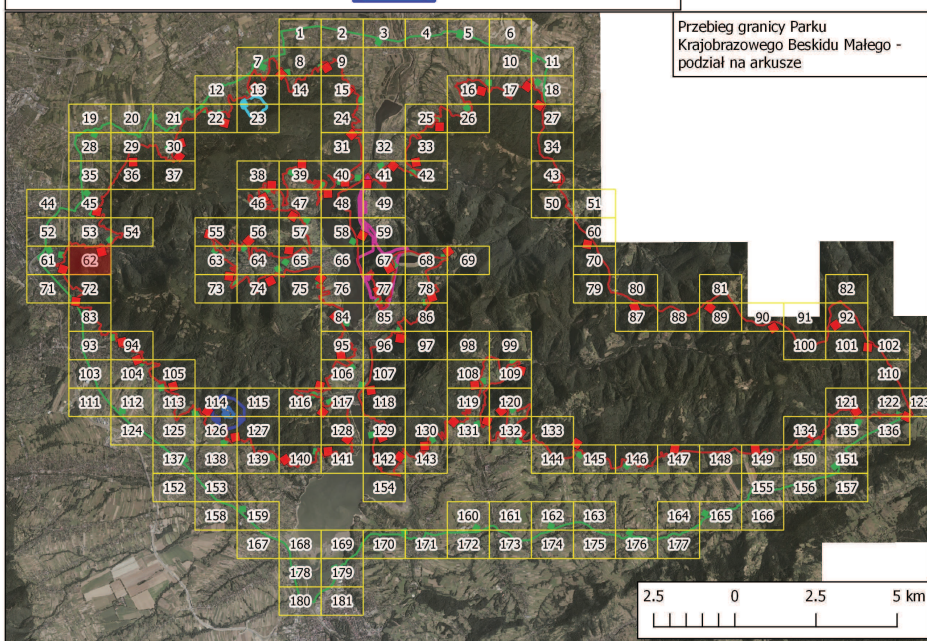 Przebieg granicy Parku
Krajobrazowego Beskidu Małego -
podział na arkusze
1 2 3 4 5 6
7 8 9 10 11
12 13 14 15 16 17 18
19 20 21 22 23 24 25 26 27
28 29 30 31 32 33 34
35 36 37 38 39 40 41 42 43
44 45 46 47 48 49 50 51
52 53 54 55 56 57 58 59 60
61 62 63 64 65 66 67 68 69 70
71 72 73 74 75 76 77 78 79 80 81 82
83 84 85 86 87 88 89 90 91 92
93 94 95 96 97 98 99 100 101 102
103 104 105 106 107 108 109 110
111 112 113 114 115 116 117 118 119 120 121 122 123
124 125 126 127 128 129 130 131 132 133 134 135 136
137 138 139 140 141 142 143 144 145 146 147 148 149 150 151
152 153 154 155 156 157
158 159 160 161 162 163 164 165 166
167 168 169 170 171 172 173 174 175 176 177
178 179
180 181
2.5 0 2.5 5 km